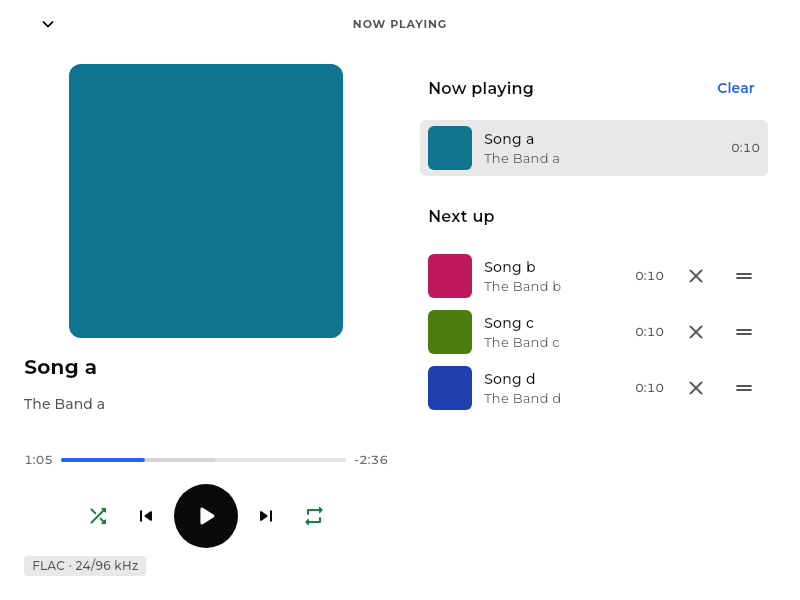 NOW PLAYING
Song a
The Band a
1:05
-2:36
FLAC · 24/96 kHz
Now playing
Clear
Song a
The Band a
0:10
Next up
Song b
The Band b
0:10
Song c
The Band c
0:10
Song d
The Band d
0:10